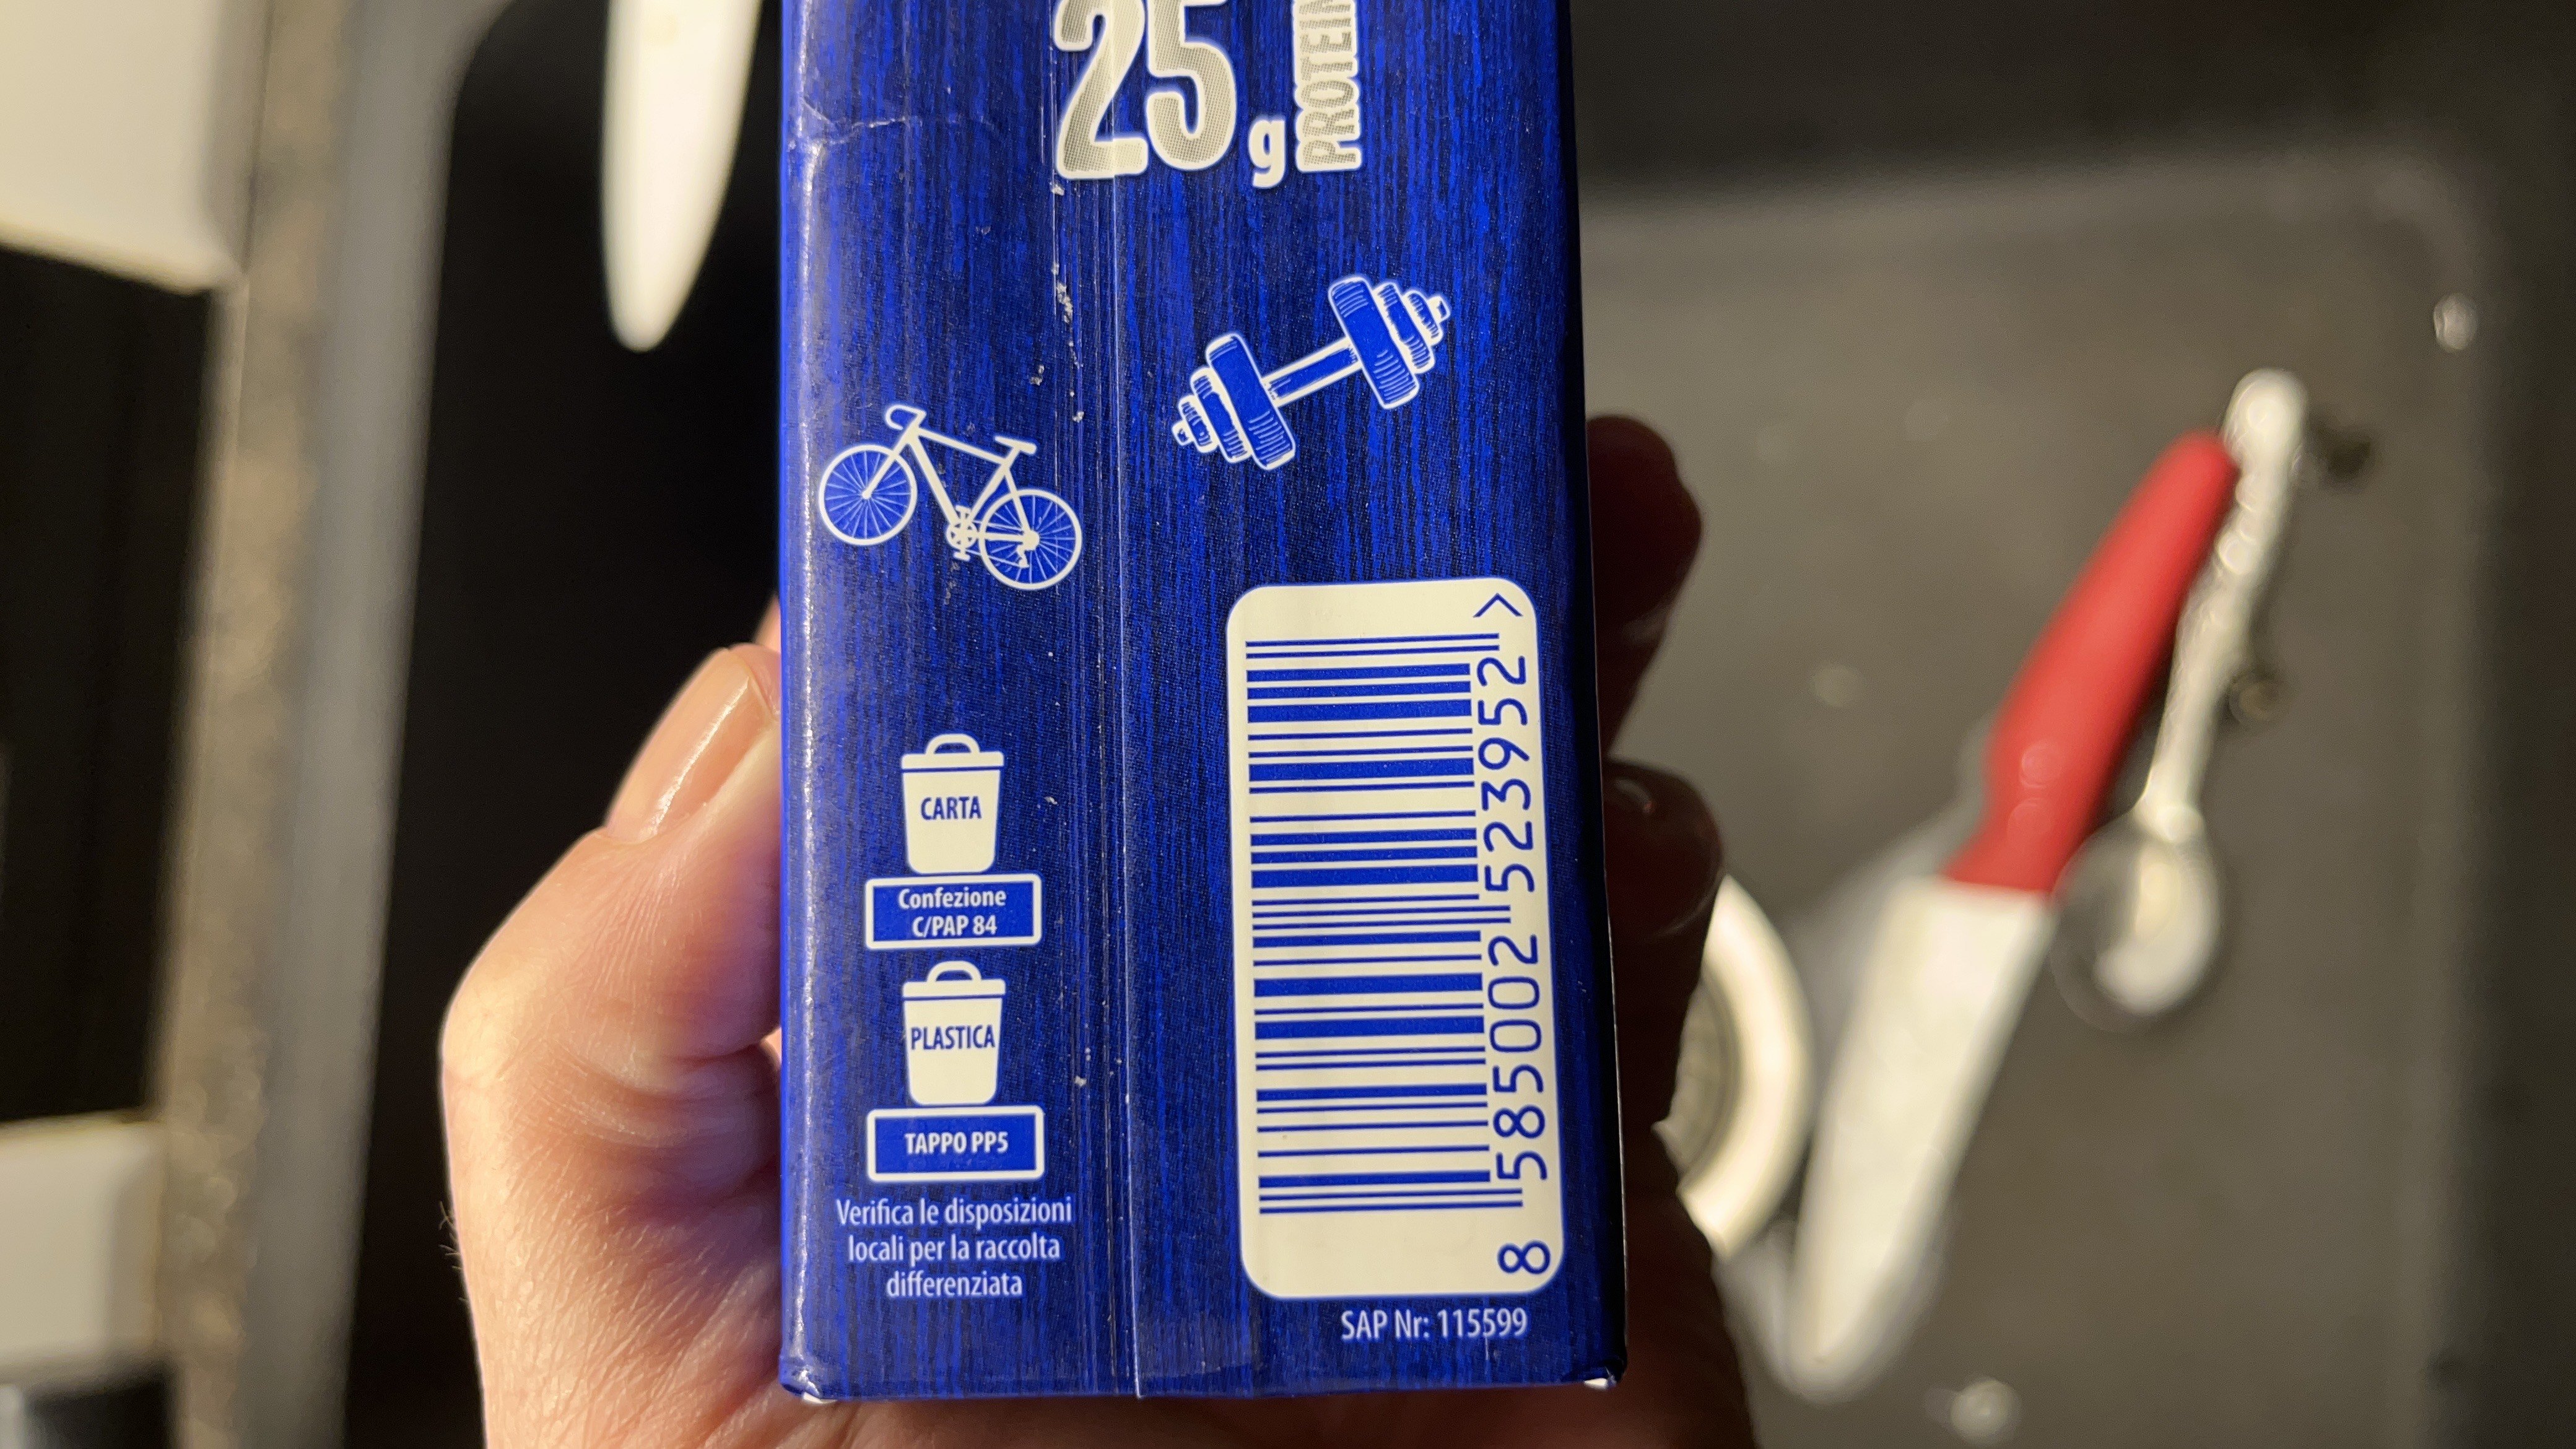 25 g
PROTEIN
CARTA
Confezione
C/PAP 84
PLASTICA
TAPPO PP5
Verifica le disposizioni
locali per la raccolta
differenziata
8 585002 523952 >
SAP Nr: 115599